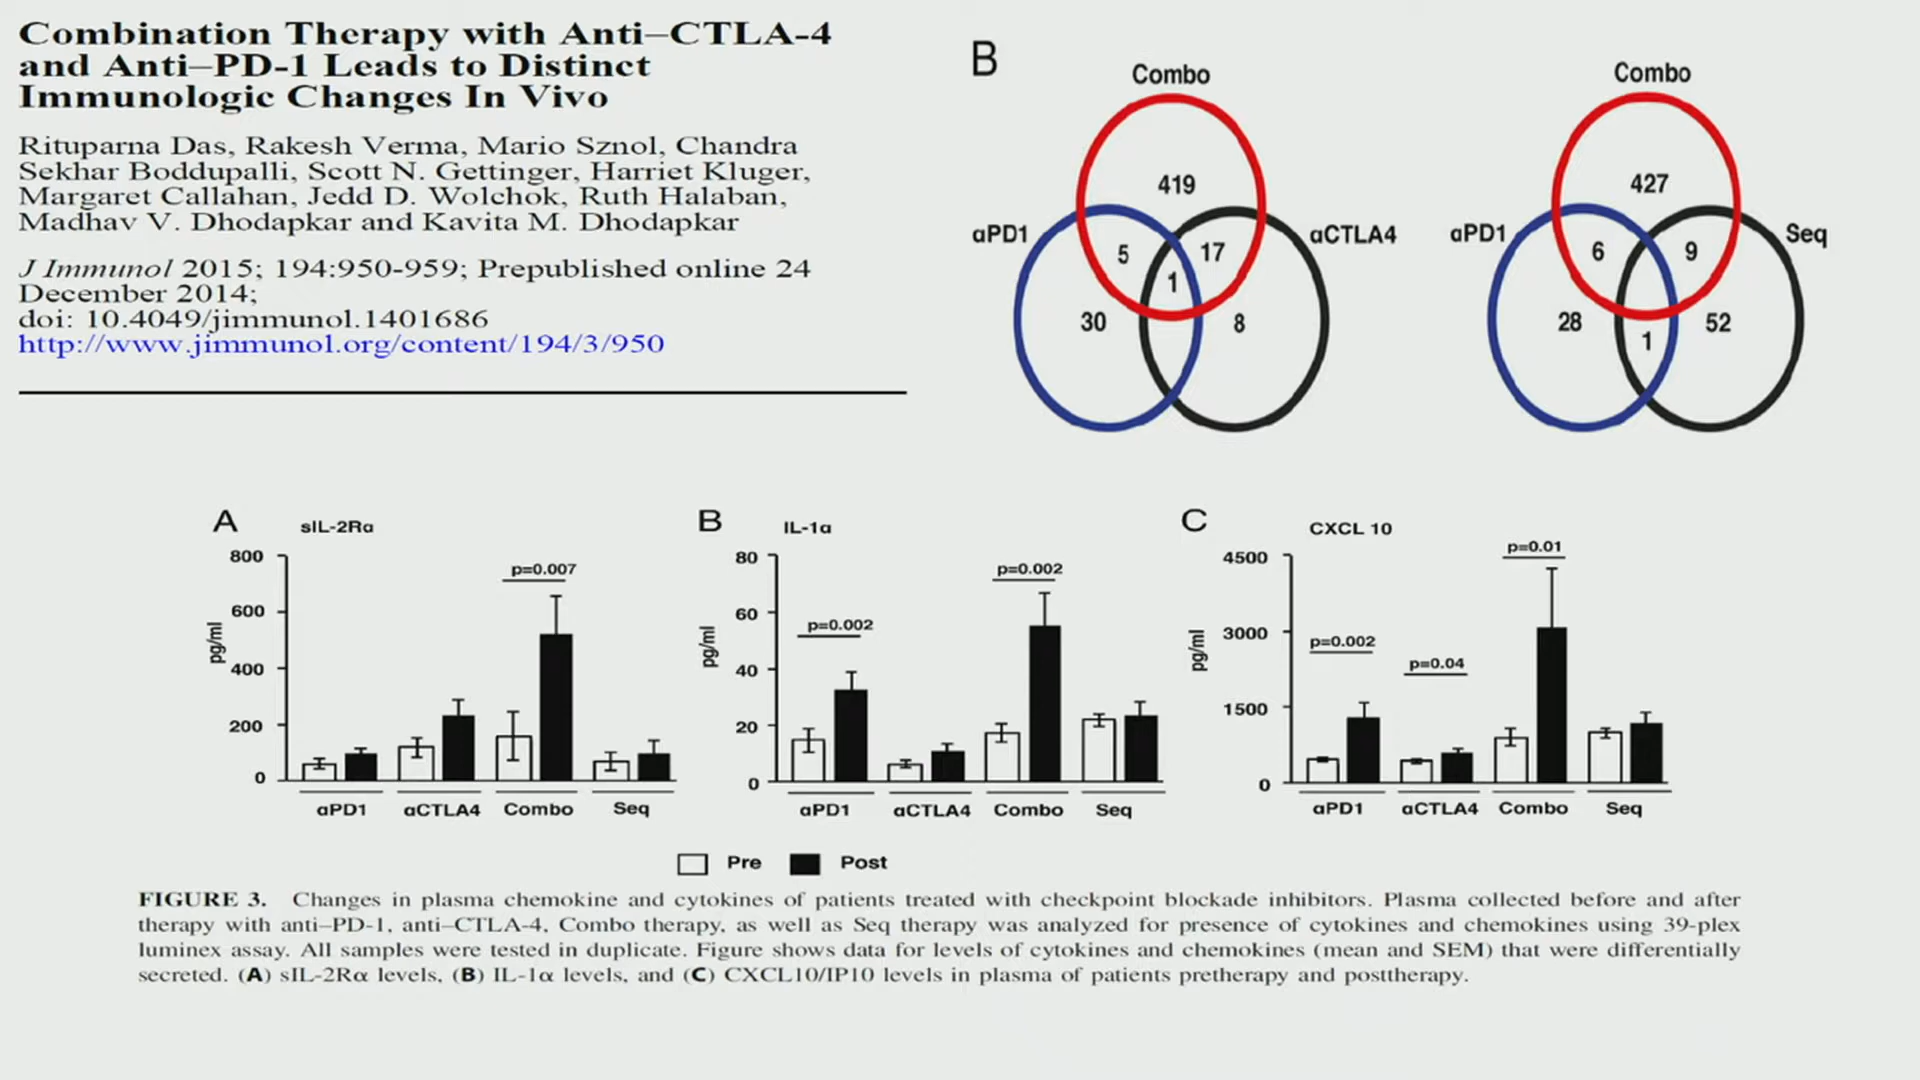 Combination Therapy with Anti–CTLA-4
and Anti–PD-1 Leads to Distinct
Immunologic Changes In Vivo
Rituparna Das, Rakesh Verma, Mario Sznol, Chandra
Sekhar Boddupalli, Scott N. Gettinger, Harriet Kluger,
Margaret Callahan, Jedd D. Wolchok, Ruth Halaban,
Madhav V. Dhodapkar and Kavita M. Dhodapkar
J Immunol 2015; 194:950-959; Prepublished online 24
December 2014;
doi: 10.4049/jimmunol.1401686
http://www.jimmunol.org/content/194/3/950
B
Combo
419
αPD1
αCTLA4
5
17
1
30
8
Combo
427
αPD1
Seq
6
9
28
52
1
A
sIL-2Rα
800
600
400
200
0
pg/ml
p=0.007
αPD1
αCTLA4
Combo
Seq
B
IL-1α
80
60
40
20
0
pg/ml
p=0.002
p=0.002
αPD1
αCTLA4
Combo
Seq
C
CXCL 10
4500
3000
1500
0
pg/ml
p=0.002
p=0.04
p=0.01
αPD1
αCTLA4
Combo
Seq
Pre
Post
FIGURE 3. Changes in plasma chemokine and cytokines of patients treated with checkpoint blockade inhibitors. Plasma collected before and after
therapy with anti–PD-1, anti–CTLA-4, Combo therapy, as well as Seq therapy was analyzed for presence of cytokines and chemokines using 39-plex
luminex assay. All samples were tested in duplicate. Figure shows data for levels of cytokines and chemokines (mean and SEM) that were differentially
secreted. (A) sIL-2Rα levels, (B) IL-1α levels, and (C) CXCL10/IP10 levels in plasma of patients pretherapy and posttherapy.